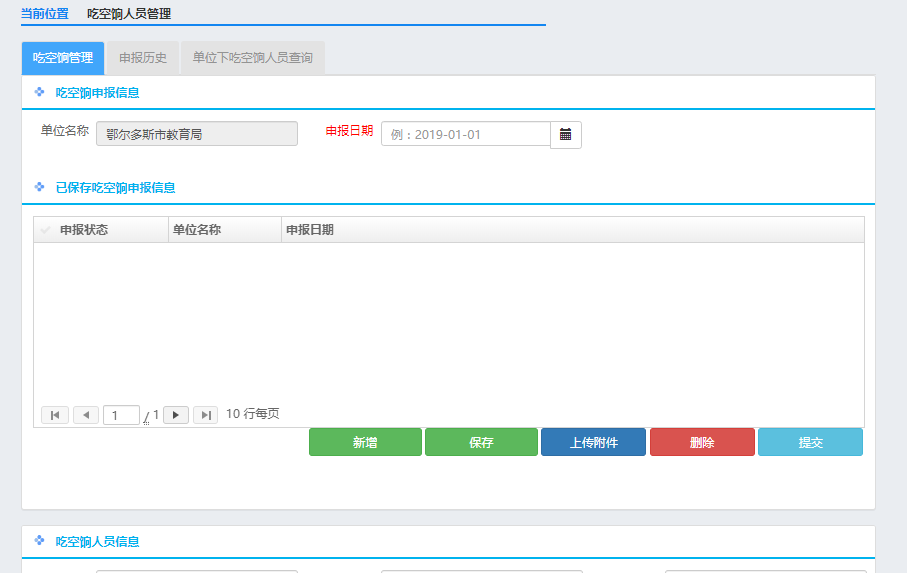 当前位置 吃空饷人员管理
吃空饷管理 申报历史 单位下吃空饷人员查询
吃空饷申报信息
单位名称 鄂尔多斯市教育局 申报日期 例：2019-01-01
已保存吃空饷申报信息
申报状态 单位名称 申报日期
1 / 1 10 行每页
新增 保存 上传附件 删除 提交
吃空饷人员信息